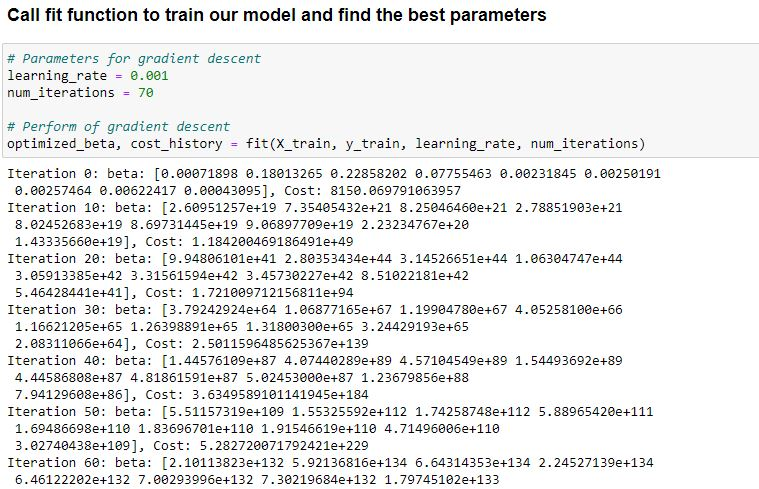 Call fit function to train our model and find the best parameters
# Parameters for gradient descent
learning_rate = 0.001
num_iterations = 70
# Perform of gradient descent
optimized_beta, cost_history = fit(X_train, y_train, learning_rate, num_iterations)
Iteration 0: beta: [0.00071898 0.18013265 0.22858202 0.07755463 0.00231845 0.00250191
0.00257464 0.00622417 0.00043095], Cost: 8150.069791063957
Iteration 10: beta: [2.60951257e+19 7.35405432e+21 8.25046460e+21 2.78851903e+21
8.02452683e+19 8.69731445e+19 9.06897709e+19 2.23234767e+20
1.43335660e+19], Cost: 1.184200469186491e+49
Iteration 20: beta: [9.94806101e+41 2.80353434e+44 3.14526651e+44 1.06304747e+44
3.05913385e+42 3.31561594e+42 3.45730227e+42 8.51022181e+42
5.46428441e+41], Cost: 1.721009712156811e+94
Iteration 30: beta: [3.79242924e+64 1.06877165e+67 1.19904780e+67 4.05258100e+66
1.16621205e+65 1.26398891e+65 1.31800300e+65 3.24429193e+65
2.08311066e+64], Cost: 2.5011596485625367e+139
Iteration 40: beta: [1.44576109e+87 4.07440289e+89 4.57104549e+89 1.54493692e+89
4.44586808e+87 4.81861591e+87 5.02453000e+87 1.23679856e+88
7.94129608e+86], Cost: 3.6349589101141945e+184
Iteration 50: beta: [5.51157319e+109 1.55325592e+112 1.74258748e+112 5.88965420e+111
1.69486698e+110 1.83696701e+110 1.91546619e+110 4.71496006e+110
3.02740438e+109], Cost: 5.282720071792421e+229
Iteration 60: beta: [2.10113823e+132 5.92136816e+134 6.64314353e+134 2.24527139e+134
6.46122202e+132 7.00293996e+132 7.30219684e+132 1.79745102e+133